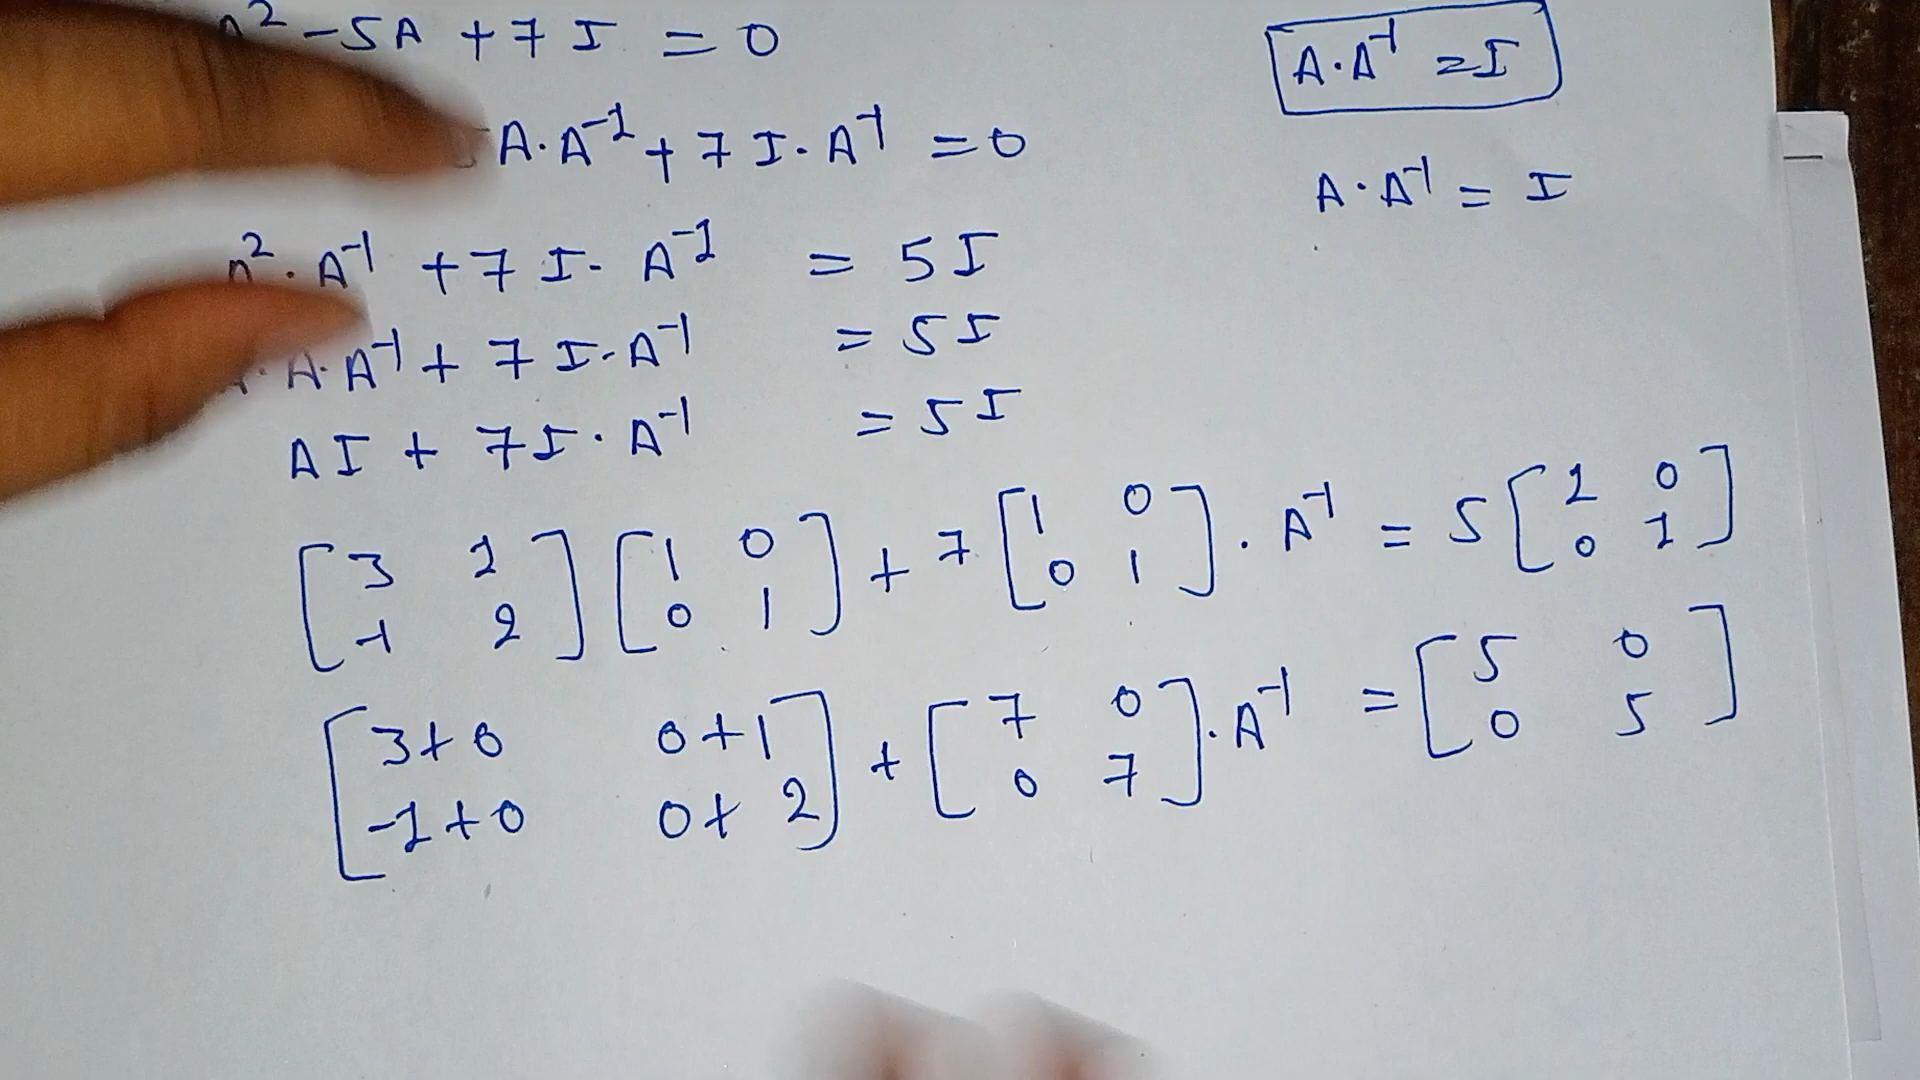 A² - 5A + 7I = 0
A·A⁻¹ = I
A·A⁻¹ + 7I·A⁻¹ = 0
A·A⁻¹ = I
A²·A⁻¹ + 7I·A⁻¹ = 5I
A·A·A⁻¹ + 7I·A⁻¹ = 5I
AI + 7I·A⁻¹ = 5I
[3 1; -1 2] [1 0; 0 1] + 7 [1 0; 0 1]·A⁻¹ = 5 [1 0; 0 1]
[3+0 0+1; -1+0 0+2] + [7 0; 0 7]·A⁻¹ = [5 0; 0 5]